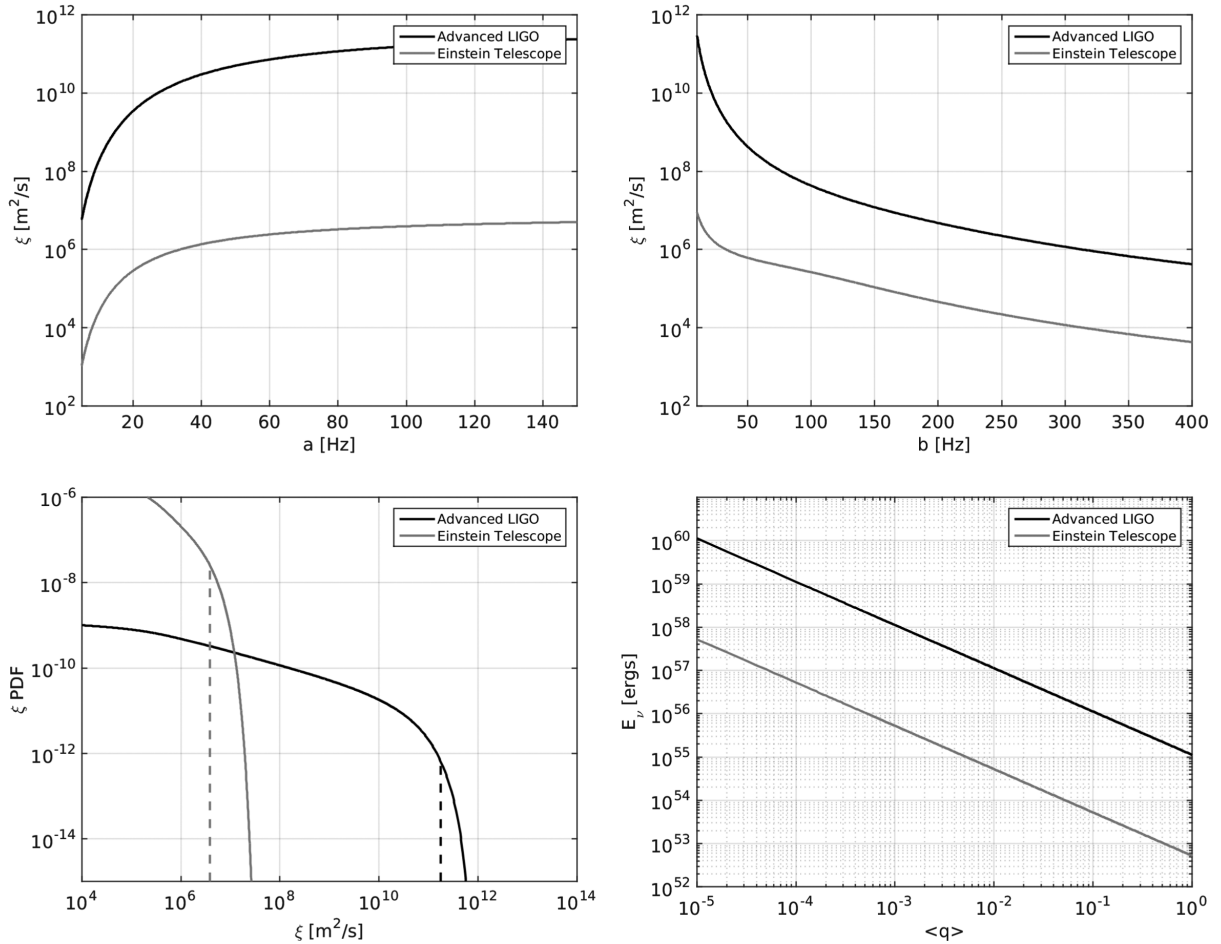 10^12
10^10
10^8
10^6
10^4
10^2
ξ [m^2/s]
20 40 60 80 100 120 140
a [Hz]
Advanced LIGO
Einstein Telescope
10^12
10^10
10^8
10^6
10^4
10^2
ξ [m^2/s]
50 100 150 200 250 300 350 400
b [Hz]
Advanced LIGO
Einstein Telescope
10^-6
10^-8
10^-10
10^-12
10^-14
ξ PDF
10^4 10^6 10^8 10^10 10^12 10^14
ξ [m^2/s]
Advanced LIGO
Einstein Telescope
10^60
10^59
10^58
10^57
10^56
10^55
10^54
10^53
10^52
E_ν [ergs]
10^-5 10^-4 10^-3 10^-2 10^-1 10^0
<q>
Advanced LIGO
Einstein Telescope